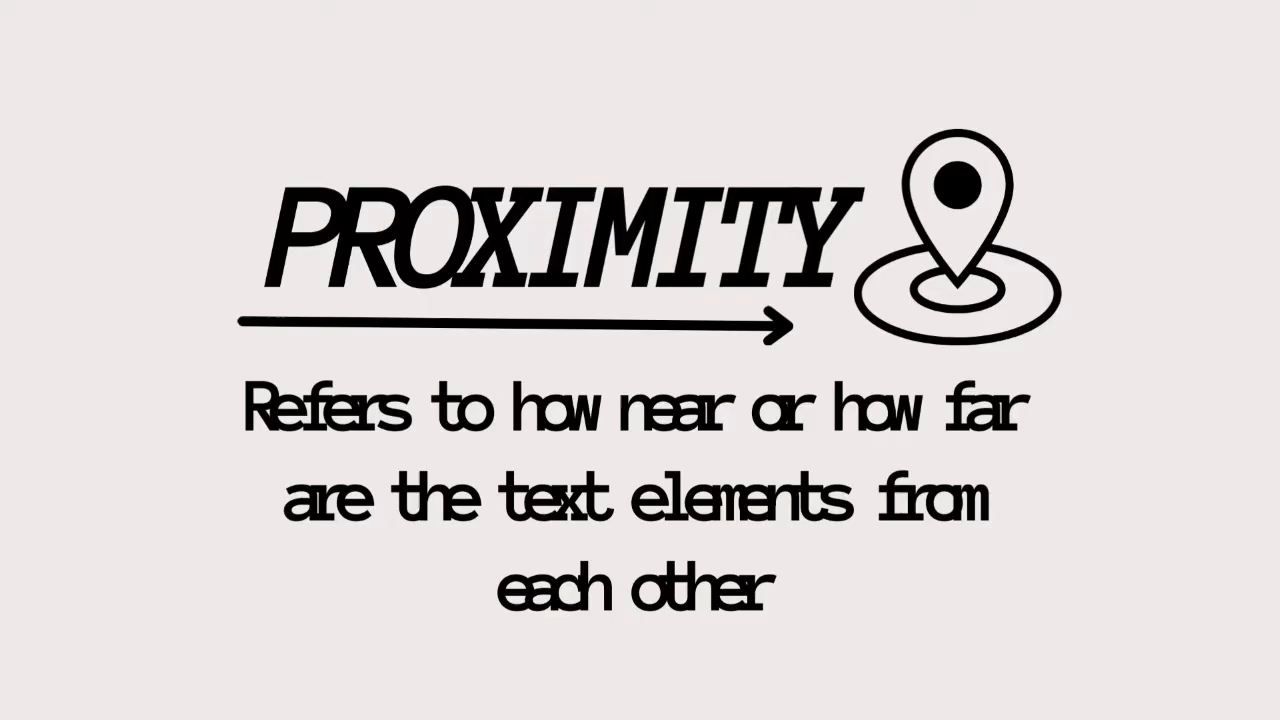 PROXIMITY
Refers to how near or how far
are the text elements from
each other